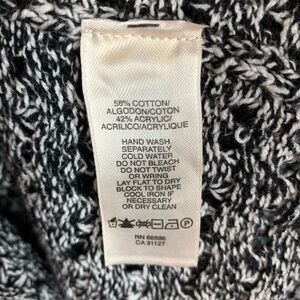 58% COTTON/
ALGODON/COTON
42% ACRYLIC/
ACRILICO/ACRYLIQUE
HAND WASH
SEPARATELY
COLD WATER
DO NOT BLEACH
DO NOT TWIST
OR WRING
LAY FLAT TO DRY
BLOCK TO SHAPE
COOL IRON IF
NECESSARY
OR DRY CLEAN
P
RN 66596
CA 31127